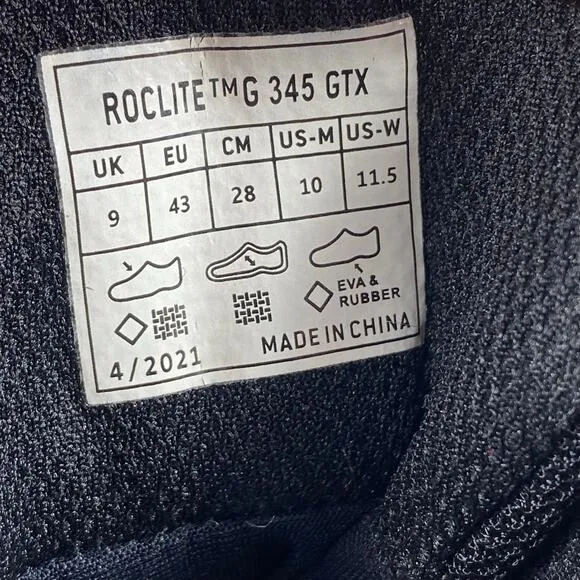 ROCLITE™G 345 GTX
UK EU CM US-M US-W
9 43 28 10 11.5
EVA &
RUBBER
4/2021 MADE IN CHINA